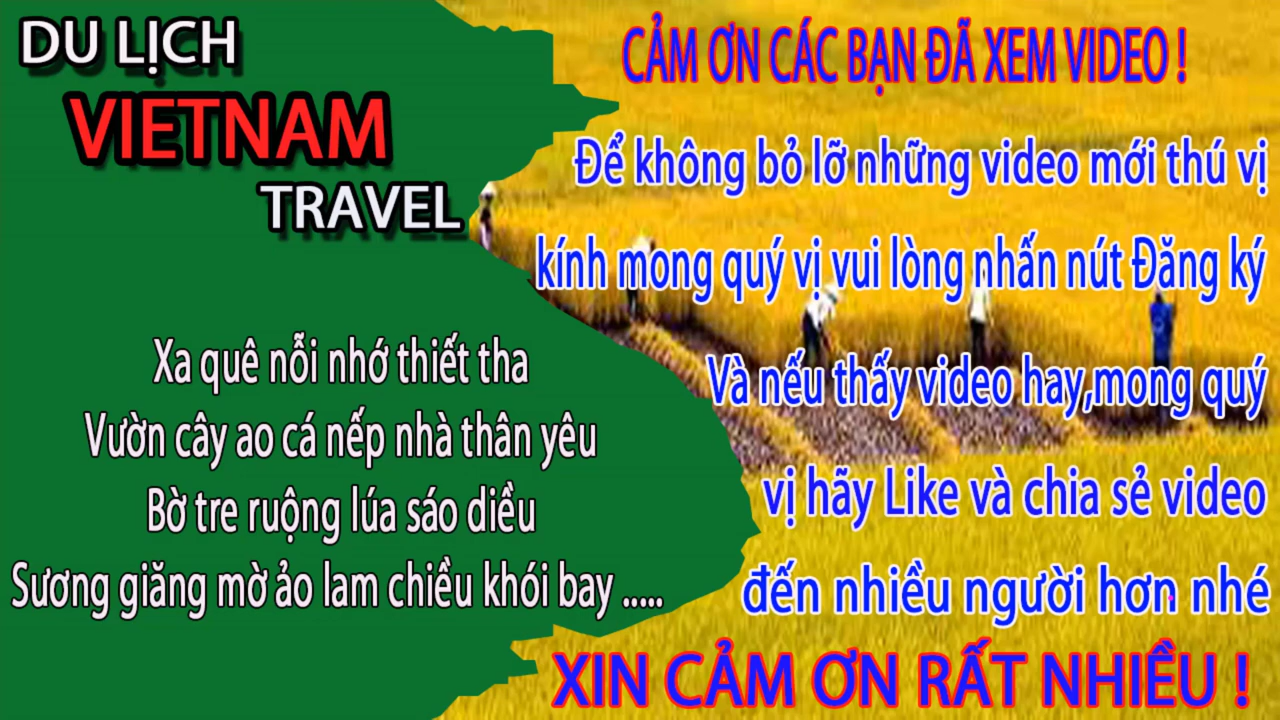 DU LỊCH
VIETNAM
TRAVEL
Xa quê nỗi nhớ thiết tha
Vườn cây ao cá nếp nhà thân yêu
Bờ tre ruộng lúa sáo diều
Sương giăng mờ ảo lam chiều khói bay .....
CẢM ƠN CÁC BẠN ĐÃ XEM VIDEO !
Để không bỏ lỡ những video mới thú vị
kính mong quý vị vui lòng nhấn nút Đăng ký
Và nếu thấy video hay,mong quý
vị hãy Like và chia sẻ video
đến nhiều người hơn nhé
XIN CẢM ƠN RẤT NHIỀU !